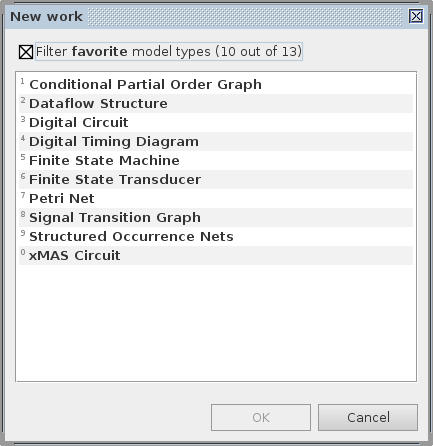 New work
Filter favorite model types (10 out of 13)
1 Conditional Partial Order Graph
2 Dataflow Structure
3 Digital Circuit
4 Digital Timing Diagram
5 Finite State Machine
6 Finite State Transducer
7 Petri Net
8 Signal Transition Graph
9 Structured Occurrence Nets
0 xMAS Circuit
OK Cancel